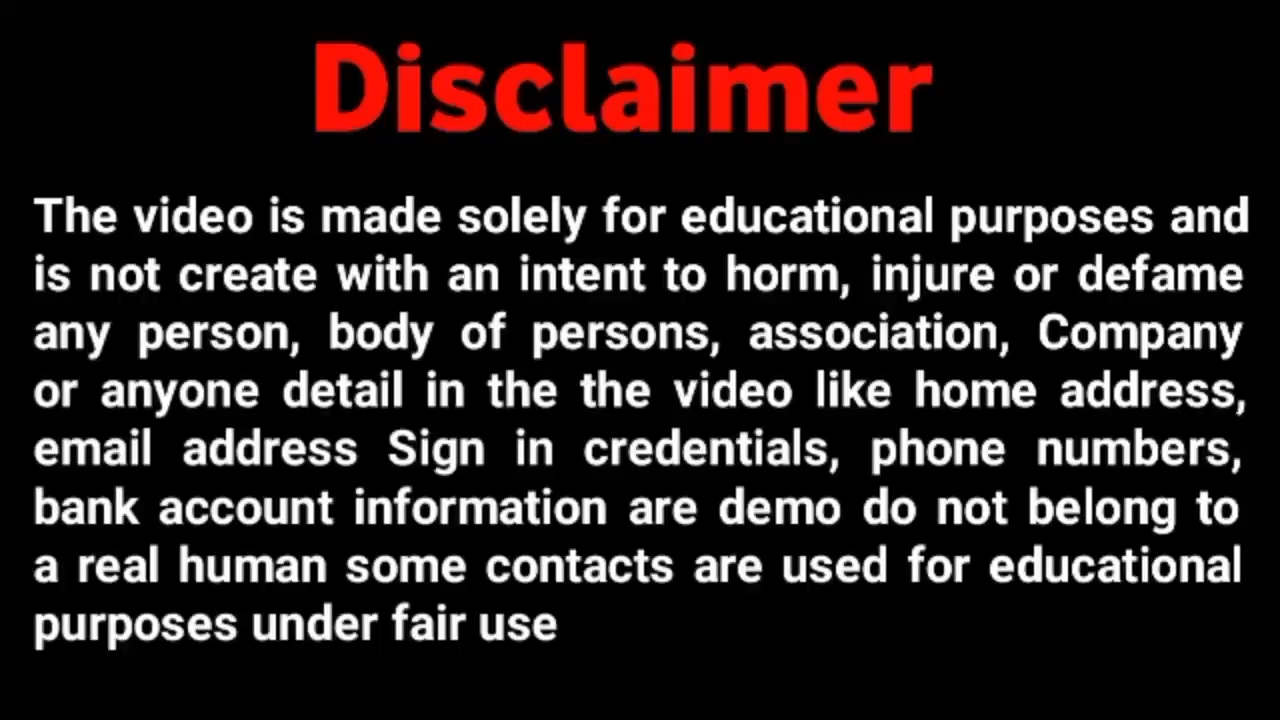 Disclaimer
The video is made solely for educational purposes and
is not create with an intent to horm, injure or defame
any person, body of persons, association, Company
or anyone detail in the the video like home address,
email address Sign in credentials, phone numbers,
bank account information are demo do not belong to
a real human some contacts are used for educational
purposes under fair use